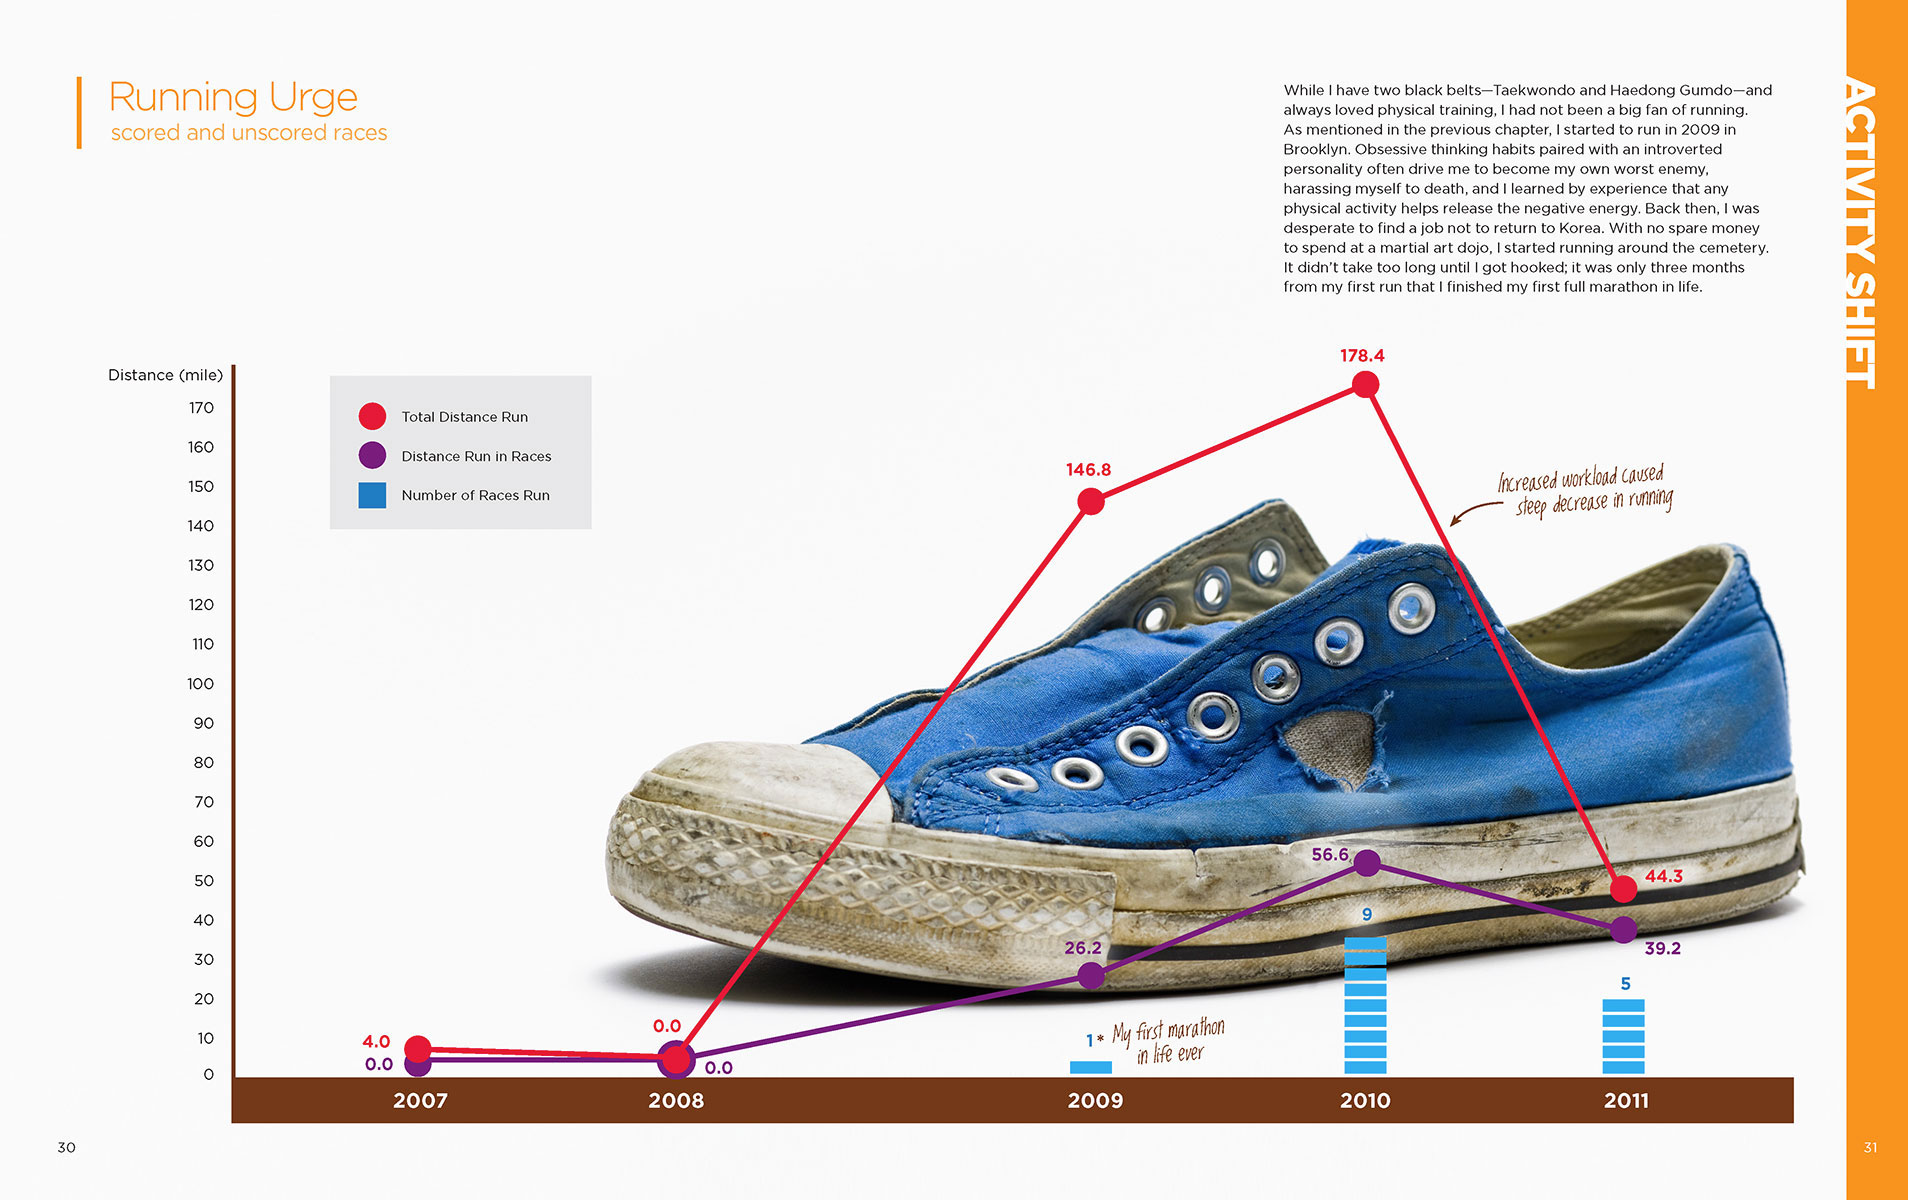 Running Urge
scored and unscored races
While I have two black belts—Taekwondo and Haedong Gumdo—and
always loved physical training, I had not been a big fan of running.
As mentioned in the previous chapter, I started to run in 2009 in
Brooklyn. Obsessive thinking habits paired with an introverted
personality often drive me to become my own worst enemy,
harassing myself to death, and I learned by experience that any
physical activity helps release the negative energy. Back then, I was
desperate to find a job not to return to Korea. With no spare money
to spend at a martial art dojo, I started running around the cemetery.
It didn't take too long until I got hooked; it was only three months
from my first run that I finished my first full marathon in life.
ACTIVITY SHIFT
Distance (mile)
170
160
150
140
130
120
110
100
90
80
70
60
50
40
30
20
10
0
Total Distance Run
Distance Run in Races
Number of Races Run
178.4
146.8
Increased workload caused
steep decrease in running
56.6
44.3
9
26.2
39.2
5
4.0
0.0
0.0
0.0
1* My first marathon
in life ever
2007 2008 2009 2010 2011
30
31